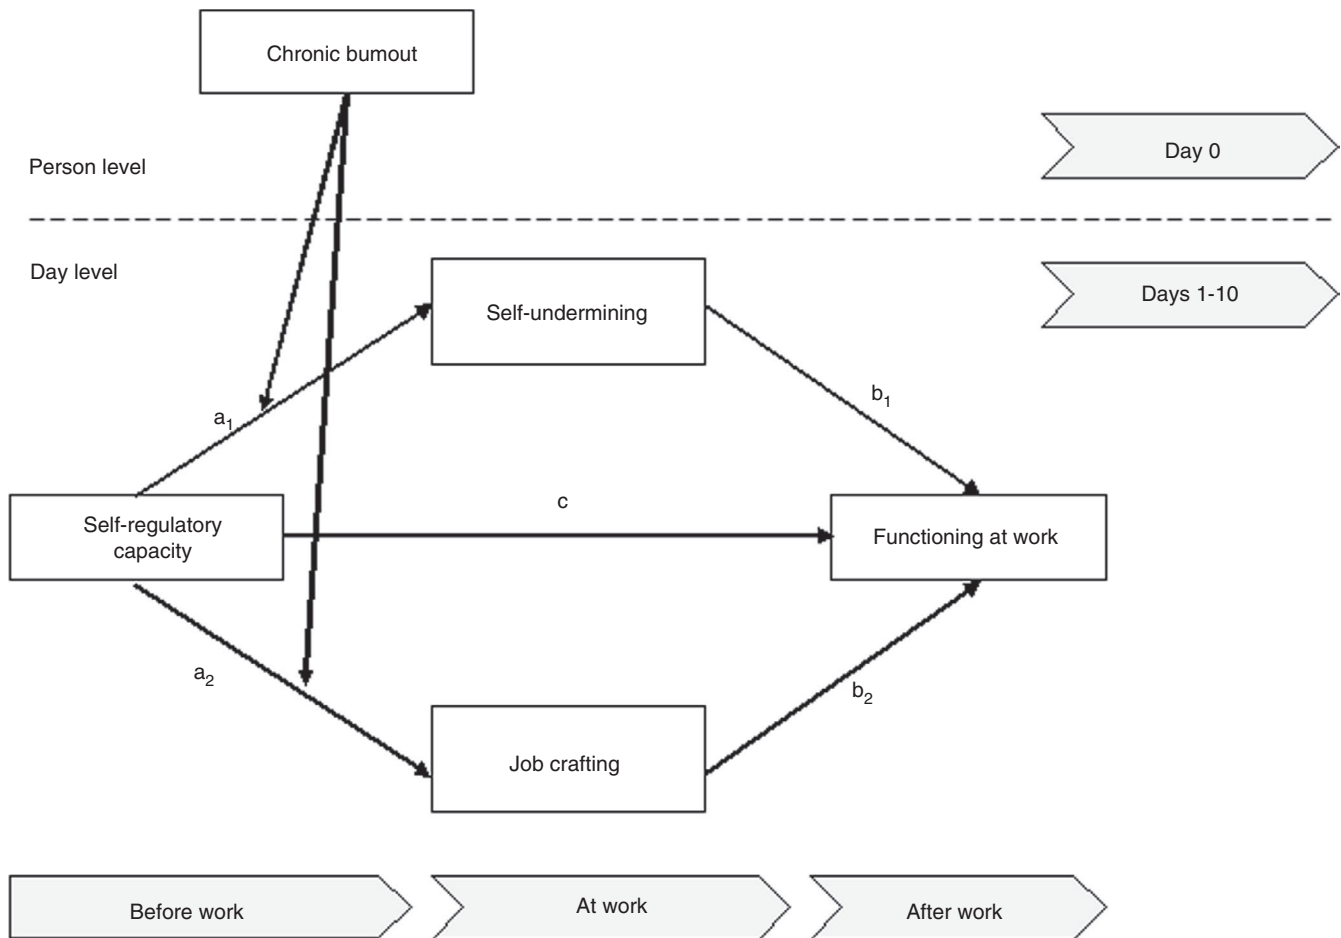 Chronic bumout
Day 0
Person level
Day level
Days 1-10
Self-undermining
a1
b1
Self-regulatory
capacity
c
Functioning at work
a2
b2
Job crafting
Before work
At work
After work